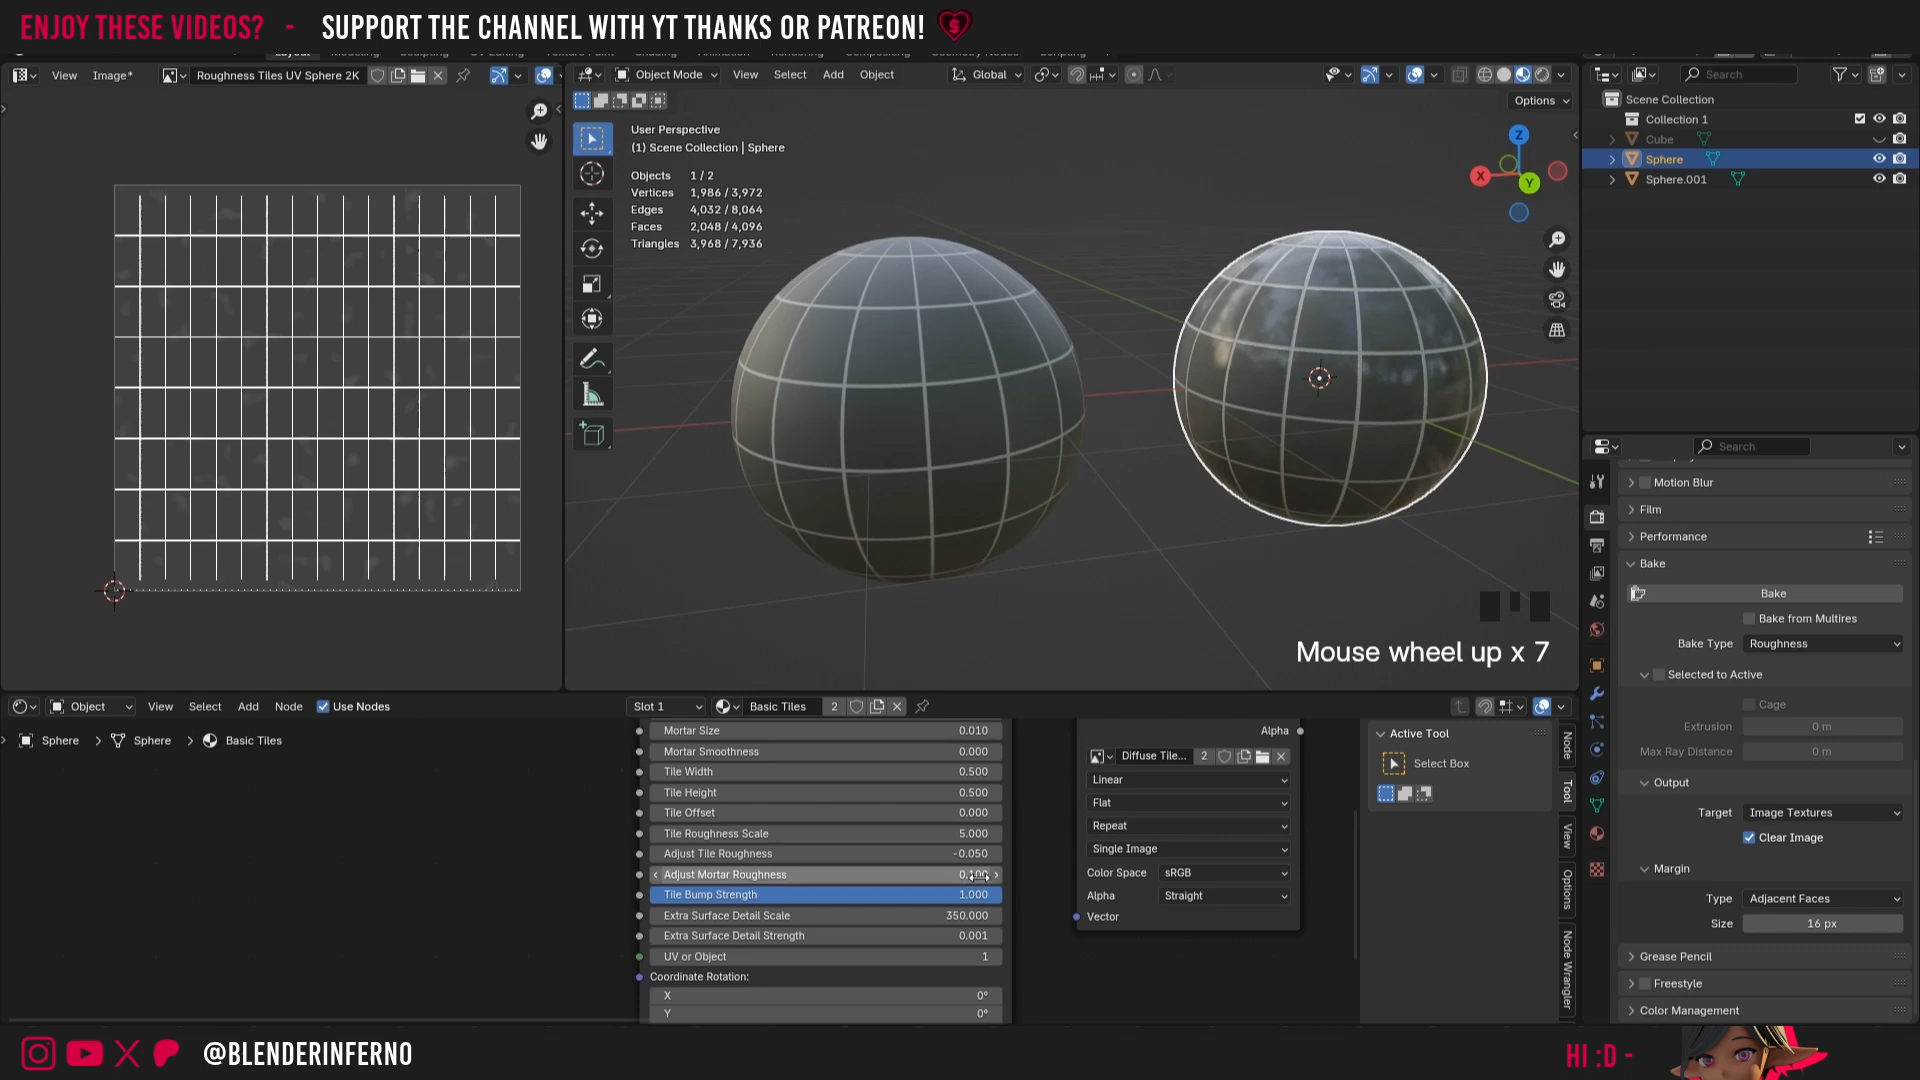 ENJOY THESE VIDEOS? - SUPPORT THE CHANNEL WITH YT THANKS OR PATREON!
View Image* Roughness Tiles UV Sphere 2K
Object Mode View Select Add Object Global
Search
Options
User Perspective
(1) Scene Collection | Sphere
Objects 1 / 2
Vertices 1,986 / 3,972
Edges 4,032 / 8,064
Faces 2,048 / 4,096
Triangles 3,968 / 7,936
Z
X
Y
Mouse wheel up x 7
Scene Collection
Collection 1
Cube
Sphere
Sphere.001
Search
Motion Blur
Film
Performance
Bake
Bake
Bake from Multires
Bake Type Roughness
Selected to Active
Cage
Extrusion 0 m
Max Ray Distance 0 m
Output
Target Image Textures
Clear Image
Margin
Type Adjacent Faces
Size 16 px
Grease Pencil
Freestyle
Color Management
Object View Select Add Node Use Nodes Slot 1 Basic Tiles 2
Sphere > Sphere > Basic Tiles
Mortar Size 0.010
Mortar Smoothness 0.000
Tile Width 0.500
Tile Height 0.500
Tile Offset 0.000
Tile Roughness Scale 5.000
Adjust Tile Roughness -0.050
Adjust Mortar Roughness
Tile Bump Strength 1.000
Extra Surface Detail Scale 350.000
Extra Surface Detail Strength 0.001
UV or Object 1
Coordinate Rotation:
X 0°
Y 0°
Alpha
Diffuse Tile... 2
Linear
Flat
Repeat
Single Image
Color Space sRGB
Alpha Straight
Vector
Active Tool
Select Box
Node
Tool
View
Options
Node Wrangler
@BLENDERINFERNO
HI :D -